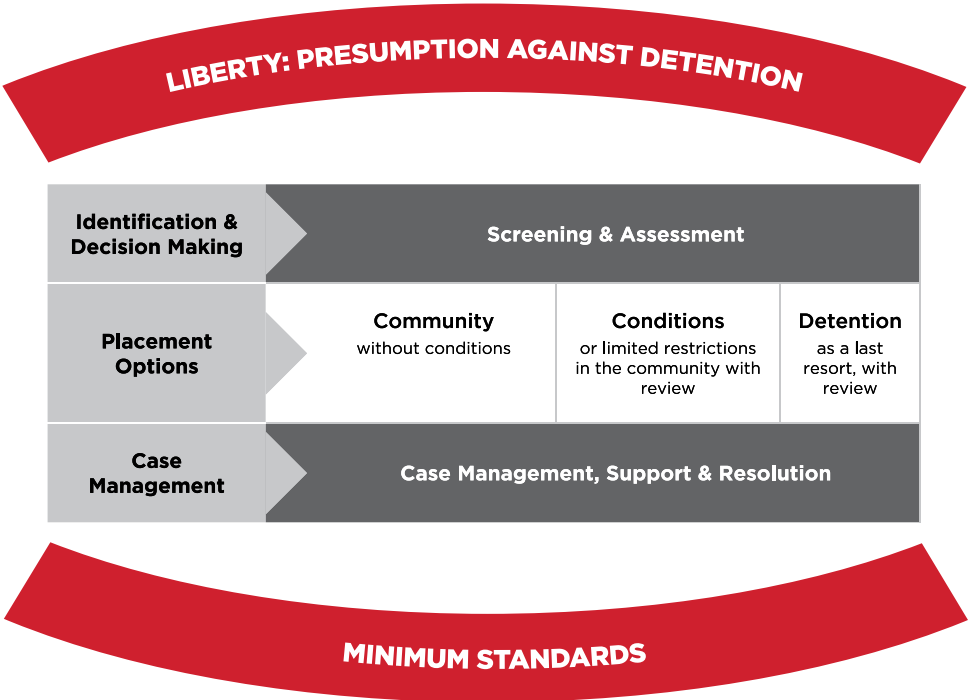 LIBERTY: PRESUMPTION AGAINST DETENTION
Identification &
Decision Making
Screening & Assessment
Placement
Options
Community
without conditions
Conditions
or limited restrictions
in the community with
review
Detention
as a last
resort, with
review
Case
Management
Case Management, Support & Resolution
MINIMUM STANDARDS